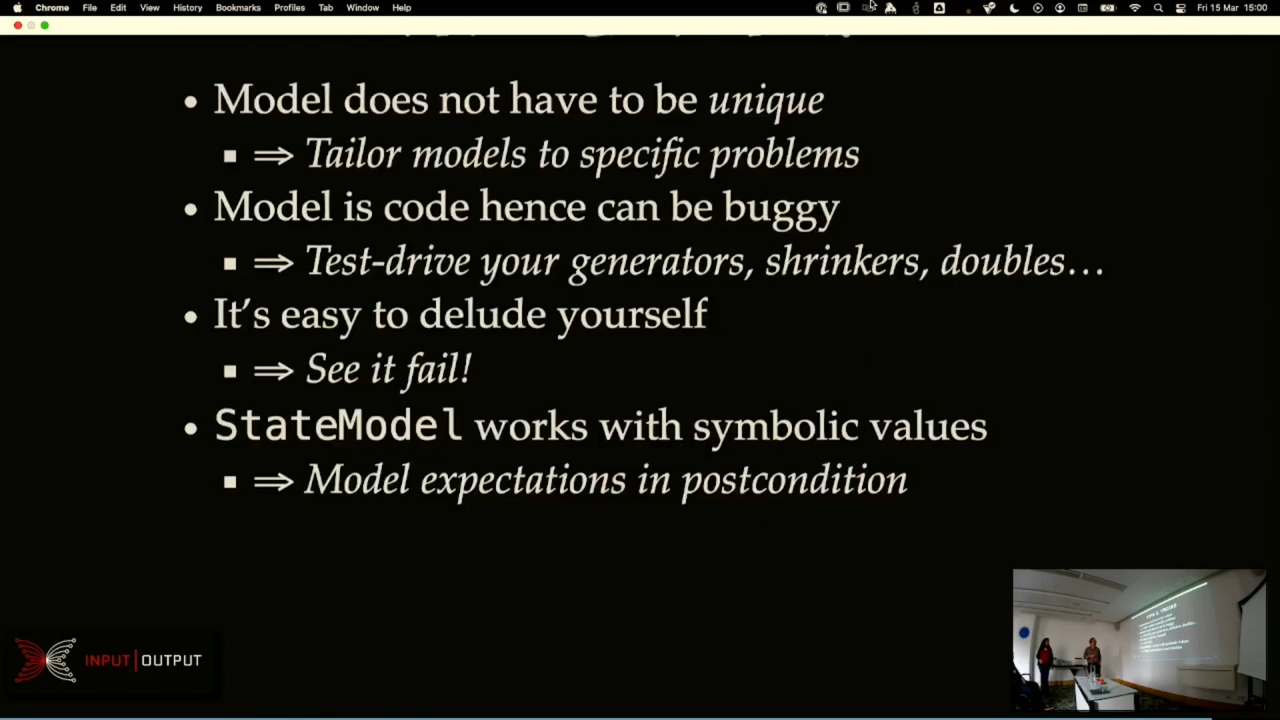 Chrome File Edit View History Bookmarks Profiles Tab Window Help Fri 15 Mar 15:00
• Model does not have to be unique
▪ ⇒ Tailor models to specific problems
• Model is code hence can be buggy
▪ ⇒ Test-drive your generators, shrinkers, doubles...
• It's easy to delude yourself
▪ ⇒ See it fail!
• StateModel works with symbolic values
▪ ⇒ Model expectations in postcondition
INPUT | OUTPUT